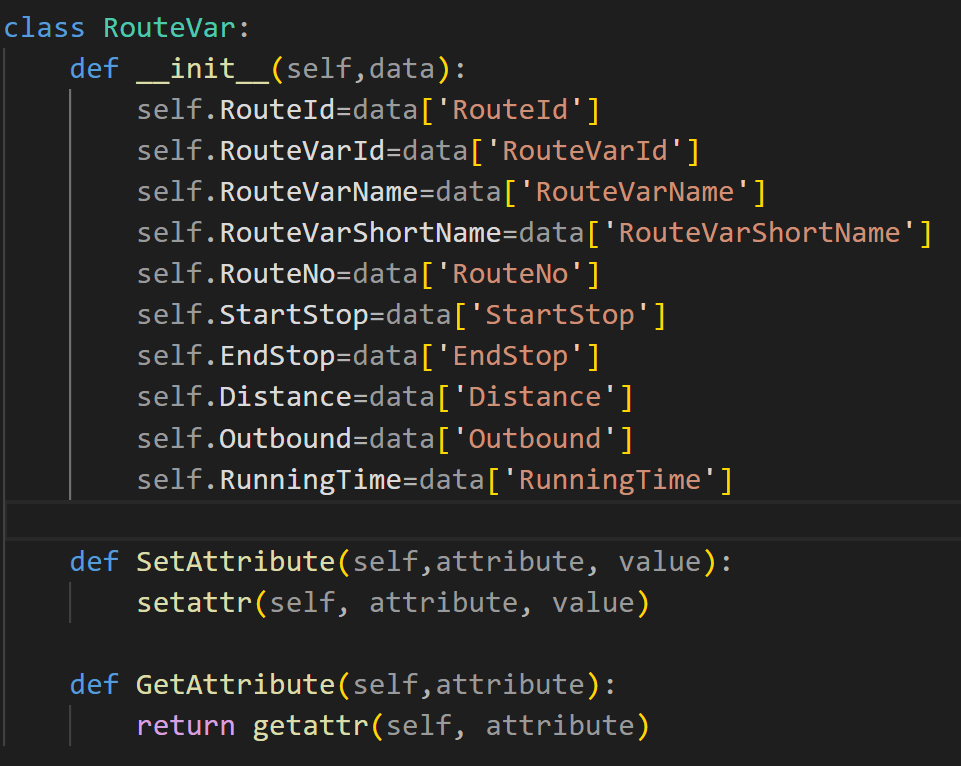 class RouteVar:
    def __init__(self,data):
        self.RouteId=data['RouteId']
        self.RouteVarId=data['RouteVarId']
        self.RouteVarName=data['RouteVarName']
        self.RouteVarShortName=data['RouteVarShortName']
        self.RouteNo=data['RouteNo']
        self.StartStop=data['StartStop']
        self.EndStop=data['EndStop']
        self.Distance=data['Distance']
        self.Outbound=data['Outbound']
        self.RunningTime=data['RunningTime']

    def SetAttribute(self,attribute, value):
        setattr(self, attribute, value)

    def GetAttribute(self,attribute):
        return getattr(self, attribute)